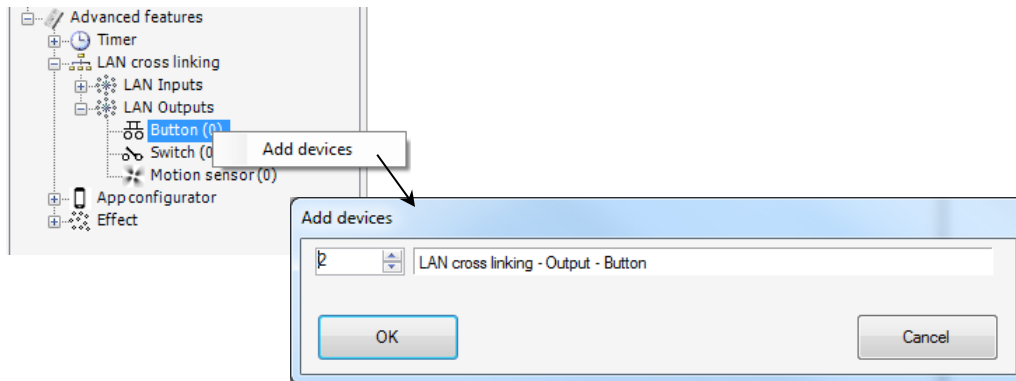 Advanced features
Timer
LAN cross linking
LAN Inputs
LAN Outputs
Button (0)
Add devices
Switch (0
Motion sensor (0)
App configurator
Effect
Add devices
2
LAN cross linking - Output - Button
OK
Cancel